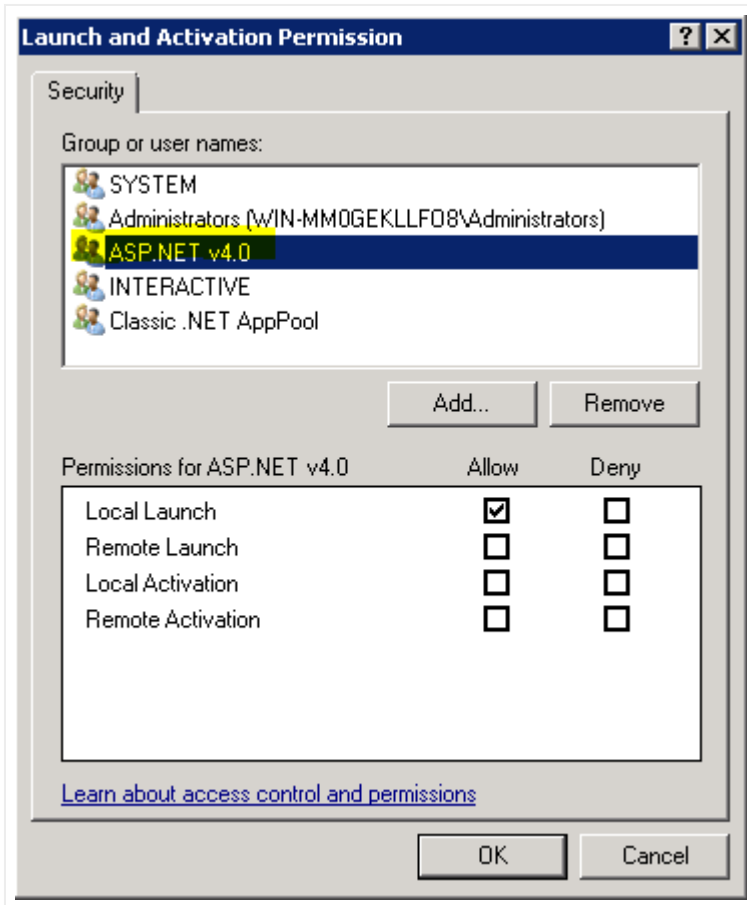 Launch and Activation Permission
Security
Group or user names:
SYSTEM
Administrators (WIN-MM0GEKLLFO8\Administrators)
ASP.NET v4.0
INTERACTIVE
Classic .NET AppPool
Add... Remove
Permissions for ASP.NET v4.0 Allow Deny
Local Launch
Remote Launch
Local Activation
Remote Activation
Learn about access control and permissions
OK Cancel